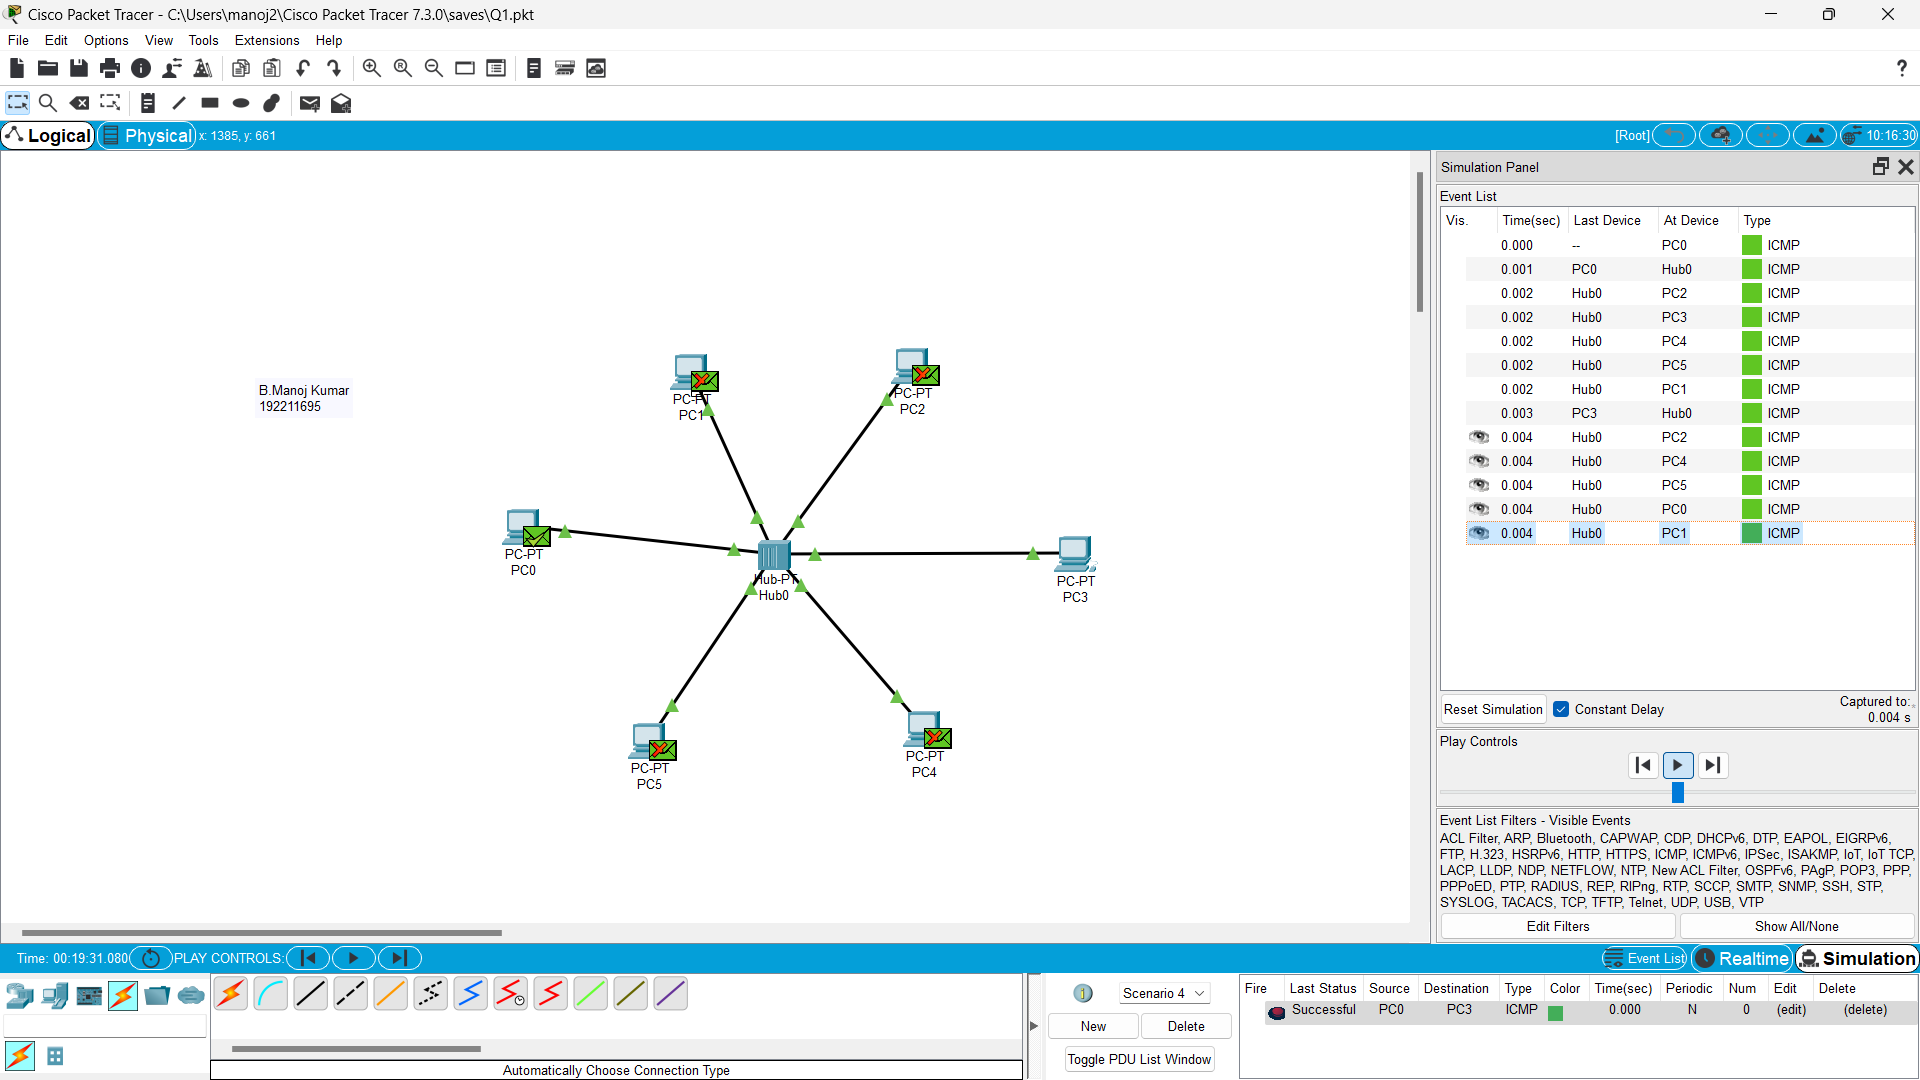 Cisco Packet Tracer - C:\Users\manoj2\Cisco Packet Tracer 7.3.0\saves\Q1.pkt
File Edit Options View Tools Extensions Help
Logical Physical x: 1385, y: 661 [Root] 10:16:30
Simulation Panel
Event List
Vis. Time(sec) Last Device At Device Type
0.000 -- PC0 ICMP
0.001 PC0 Hub0 ICMP
0.002 Hub0 PC2 ICMP
0.002 Hub0 PC3 ICMP
0.002 Hub0 PC4 ICMP
0.002 Hub0 PC5 ICMP
0.002 Hub0 PC1 ICMP
0.003 PC3 Hub0 ICMP
0.004 Hub0 PC2 ICMP
0.004 Hub0 PC4 ICMP
0.004 Hub0 PC5 ICMP
0.004 Hub0 PC0 ICMP
0.004 Hub0 PC1 ICMP
B.Manoj Kumar
192211695
PC-PT
PC1
PC-PT
PC2
PC-PT
PC0
Hub-PT
Hub0
PC-PT
PC3
PC-PT
PC5
PC-PT
PC4
Reset Simulation Constant Delay Captured to:
0.004 s
Play Controls
Event List Filters - Visible Events
ACL Filter, ARP, Bluetooth, CAPWAP, CDP, DHCPv6, DTP, EAPOL, EIGRPv6,
FTP, H.323, HSRPv6, HTTP, HTTPS, ICMP, ICMPv6, IPSec, ISAKMP, IoT, IoT TCP,
LACP, LLDP, NDP, NETFLOW, NTP, New ACL Filter, OSPFv6, PAgP, POP3, PPP,
PPPoED, PTP, RADIUS, REP, RIPng, RTP, SCCP, SMTP, SNMP, SSH, STP,
SYSLOG, TACACS, TCP, TFTP, Telnet, UDP, USB, VTP
Edit Filters Show All/None
Time: 00:19:31.080 PLAY CONTROLS: Event List Realtime Simulation
Scenario 4
New Delete
Toggle PDU List Window
Fire Last Status Source Destination Type Color Time(sec) Periodic Num Edit Delete
Successful PC0 PC3 ICMP 0.000 N 0 (edit) (delete)
Automatically Choose Connection Type